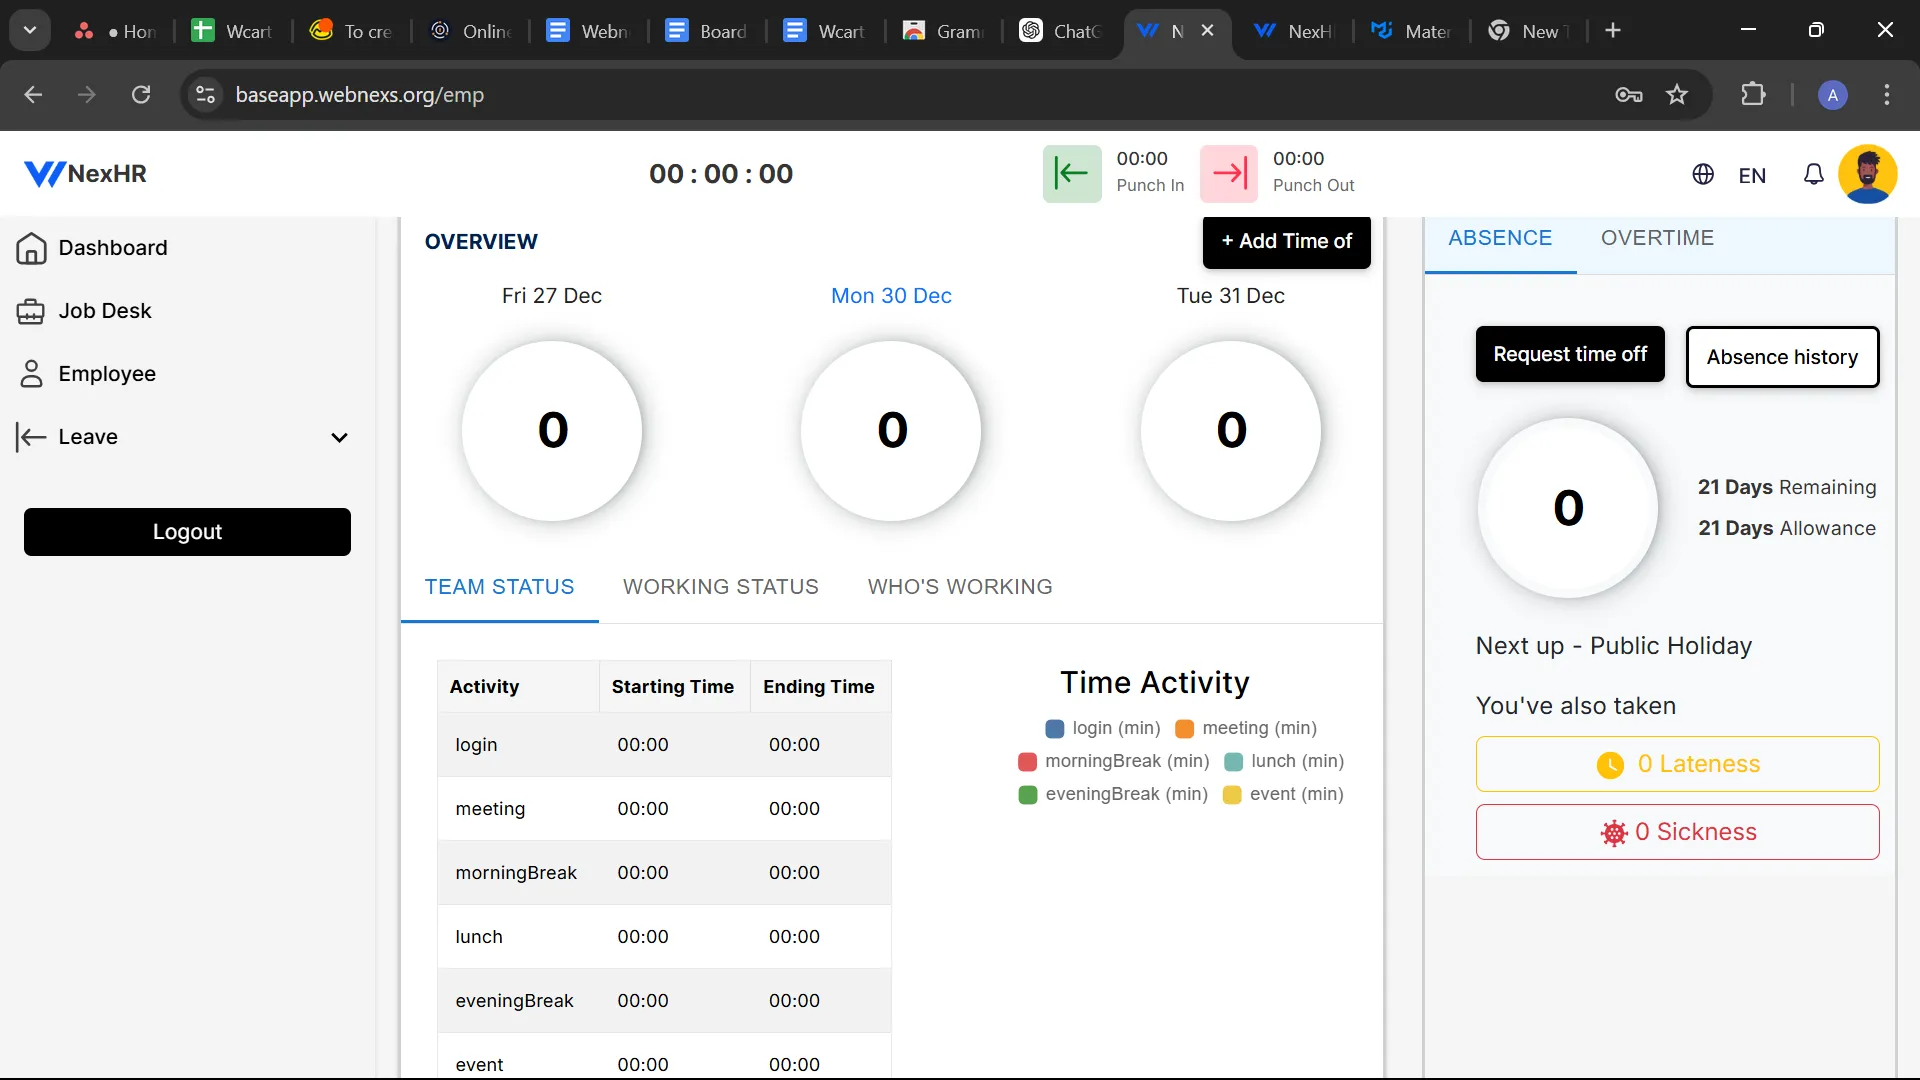 Hom
Wcart
To cre
Online
Webn
Board
Wcart
Gram
ChatG
N
NexH
Mater
New T
baseapp.webnexs.org/emp
A
NexHR
00 : 00 : 00
00:00
Punch In
00:00
Punch Out
EN
Dashboard
Job Desk
Employee
Leave
Logout
OVERVIEW
+ Add Time of
Fri 27 Dec
Mon 30 Dec
Tue 31 Dec
0
0
0
TEAM STATUS WORKING STATUS WHO'S WORKING
Activity Starting Time Ending Time
login 00:00 00:00
meeting 00:00 00:00
morningBreak 00:00 00:00
lunch 00:00 00:00
eveningBreak 00:00 00:00
event 00:00 00:00
Time Activity
login (min) meeting (min)
morningBreak (min) lunch (min)
eveningBreak (min) event (min)
ABSENCE OVERTIME
Request time off
Absence history
0
21 Days Remaining
21 Days Allowance
Next up - Public Holiday
You've also taken
0 Lateness
0 Sickness